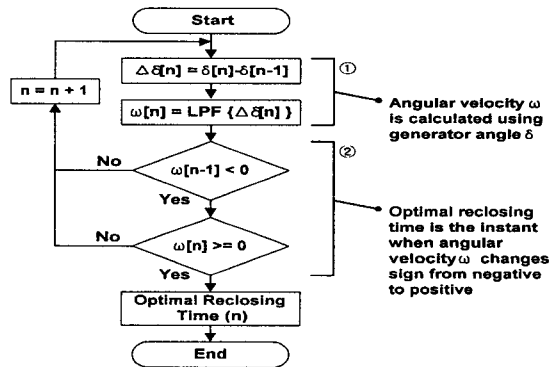 Start
n = n + 1
△δ[n] = δ[n]-δ[n-1]
①
ω[n] = LPF {△δ[n] }
Angular velocity ω
is calculated using
generator angle δ
No
ω[n-1] < 0
②
Yes
No
ω[n] >= 0
Optimal reclosing
time is the instant
when angular
velocity ω changes
sign from negative
to positive
Yes
Optimal Reclosing
Time (n)
End